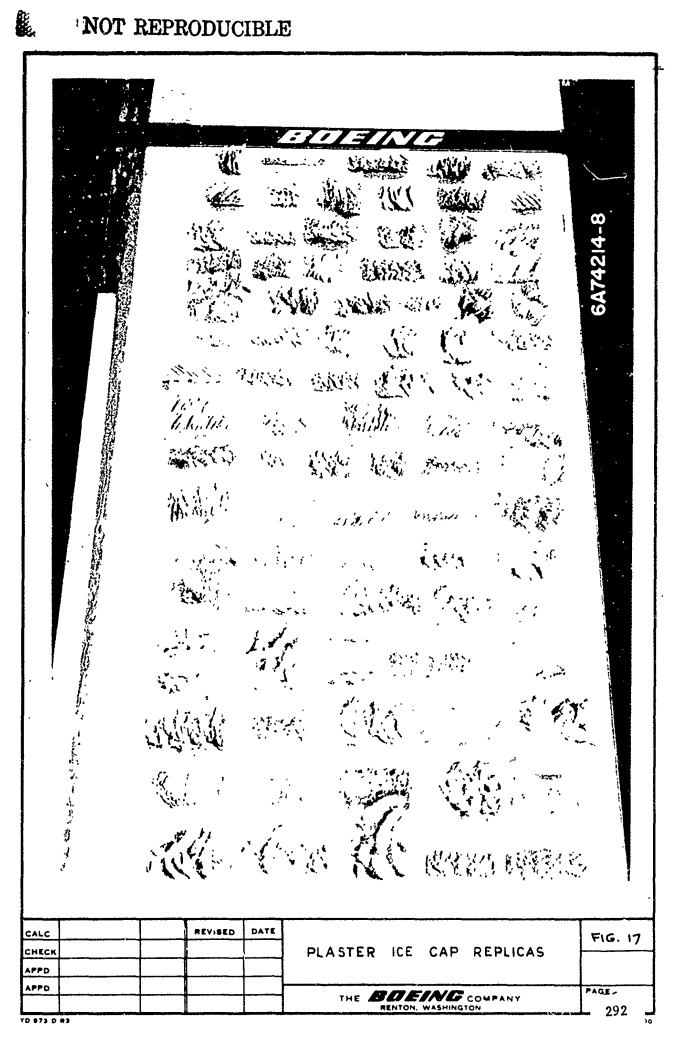 NOT REPRODUCIBLE
BOEING
6A74214-8
CALC
REVISED
DATE
CHECK
APPD
APPD
PLASTER ICE CAP REPLICAS
FIG. 17
THE BOEING COMPANY
RENTON, WASHINGTON
PAGE
292
TD 973 D R3
10